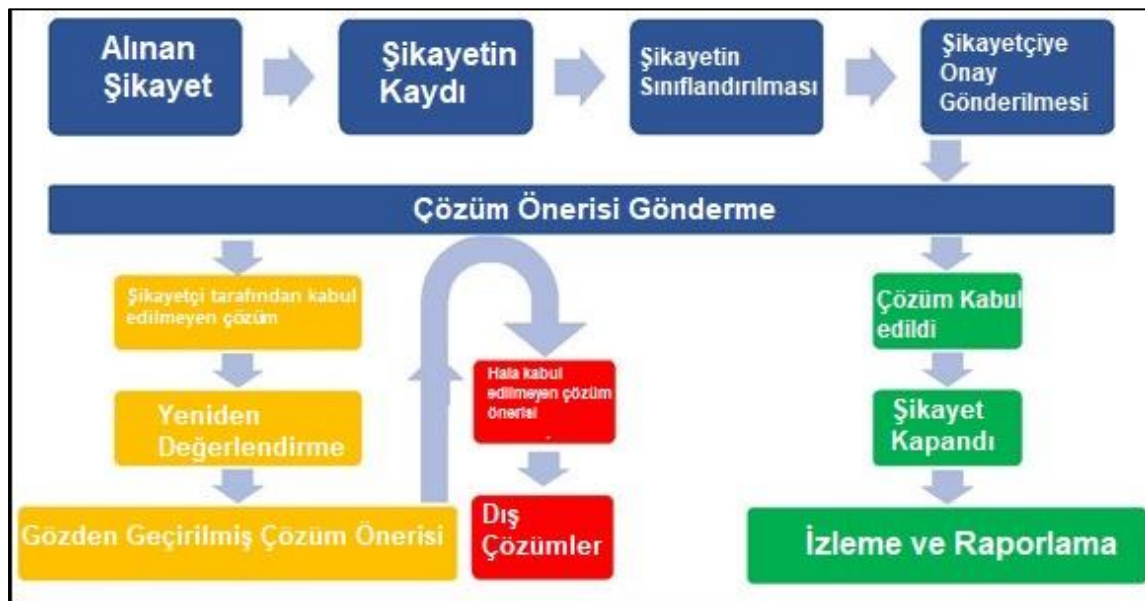 Alınan
Şikayet
Şikayetin
Kaydı
Şikayetin
Sınıflandırılması
Şikayetçiye
Onay
Gönderilmesi
Çözüm Önerisi Gönderme
Şikayetçi tarafından kabul
edilmeyen çözüm
Yeniden
Değerlendirme
Gözden Geçirilmiş Çözüm Önerisi
Hala kabul
edilmeyen çözüm
önerisi
Dış
Çözümler
Çözüm Kabul
edildi
Şikayet
Kapandı
İzleme ve Raporlama